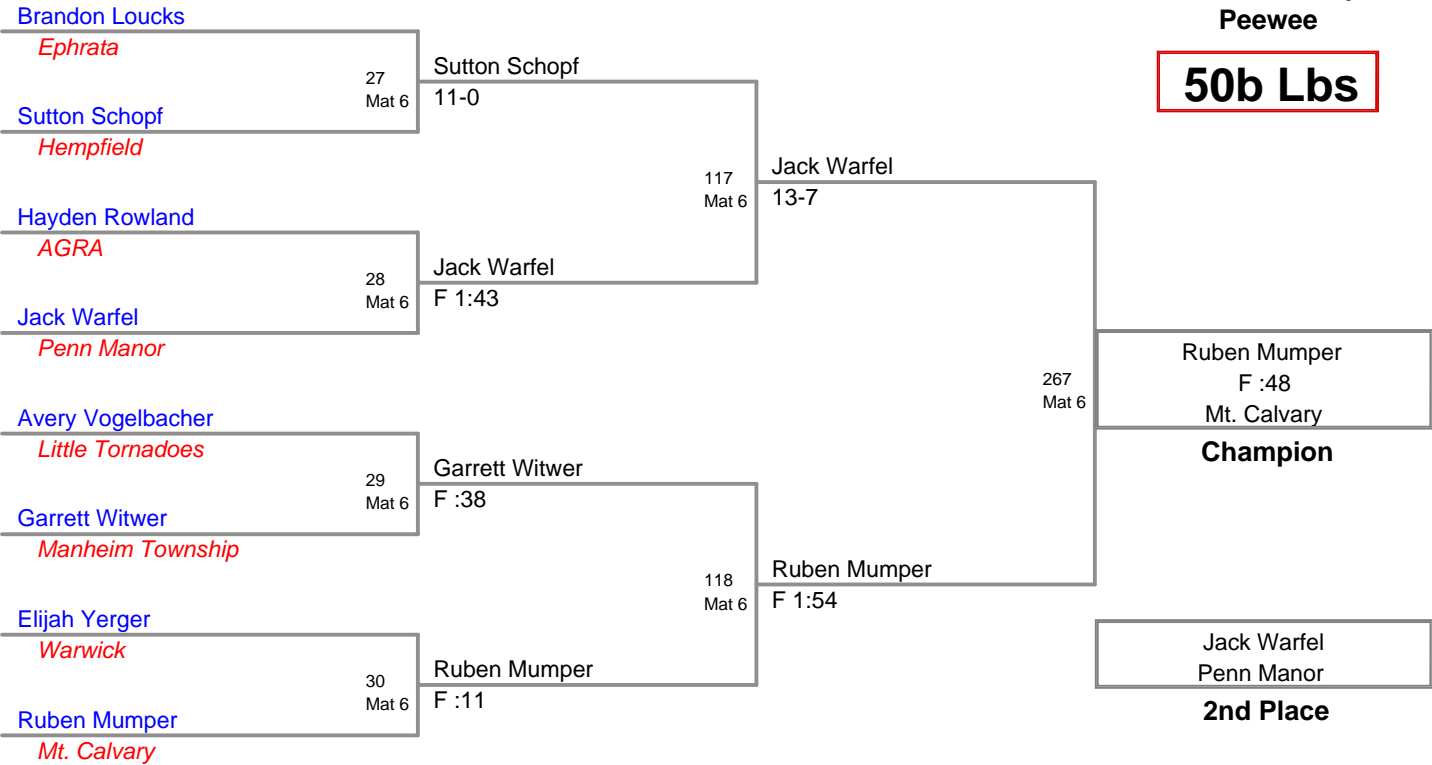 Peewee
50b Lbs
Brandon Loucks
Ephrata
27
Mat 6
Sutton Schopf
11-0
Sutton Schopf
Hempfield
117
Mat 6
Jack Warfel
13-7
Hayden Rowland
AGRA
28
Mat 6
Jack Warfel
F 1:43
Jack Warfel
Penn Manor
267
Mat 6
Ruben Mumper
F :48
Mt. Calvary
Champion
Avery Vogelbacher
Little Tornadoes
29
Mat 6
Garrett Witwer
F :38
Garrett Witwer
Manheim Township
118
Mat 6
Ruben Mumper
F 1:54
Elijah Yerger
Warwick
30
Mat 6
Ruben Mumper
F :11
Ruben Mumper
Mt. Calvary
Jack Warfel
Penn Manor
2nd Place